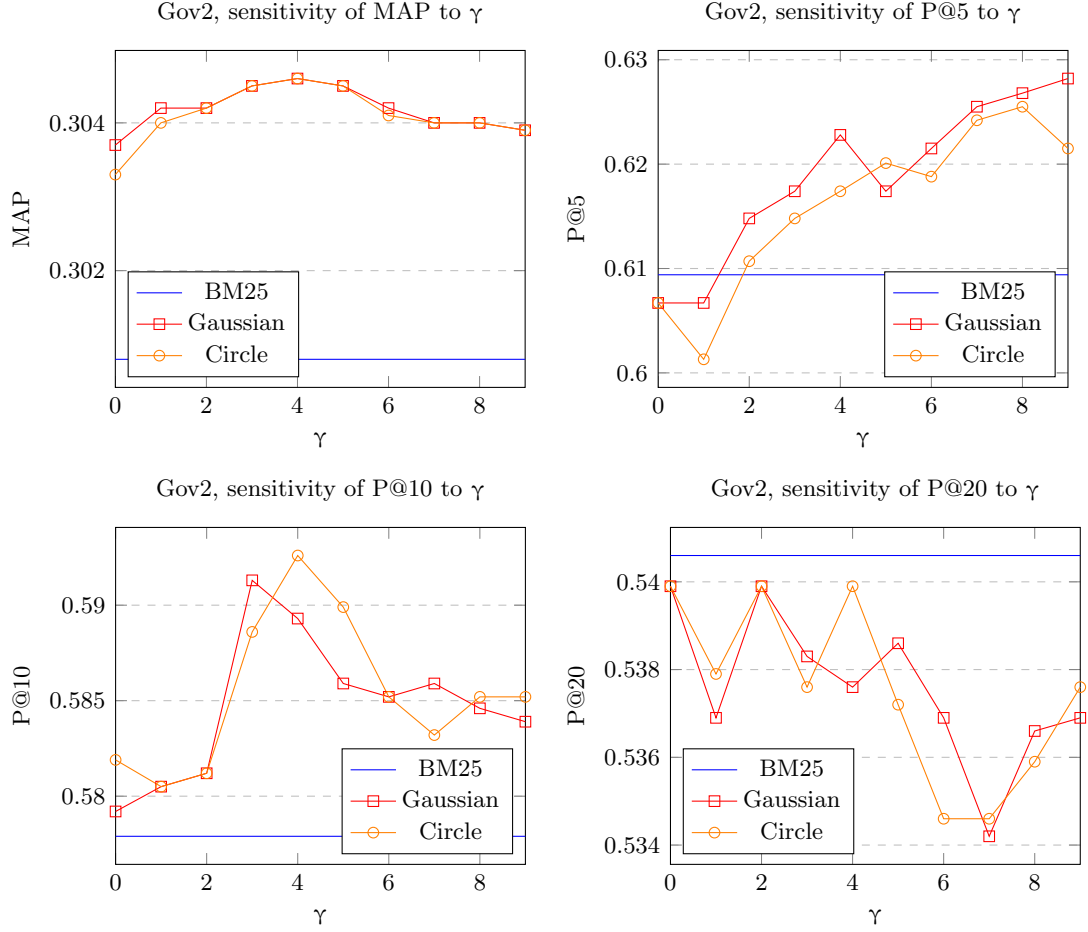 Gov2, sensitivity of MAP to γ
MAP
0.304
0.302
BM25
Gaussian
Circle
0 2 4 6 8
γ
Gov2, sensitivity of P@5 to γ
P@5
0.63
0.62
0.61
0.6
BM25
Gaussian
Circle
0 2 4 6 8
γ
Gov2, sensitivity of P@10 to γ
P@10
0.59
0.585
0.58
BM25
Gaussian
Circle
0 2 4 6 8
γ
Gov2, sensitivity of P@20 to γ
P@20
0.54
0.538
0.536
0.534
BM25
Gaussian
Circle
0 2 4 6 8
γ